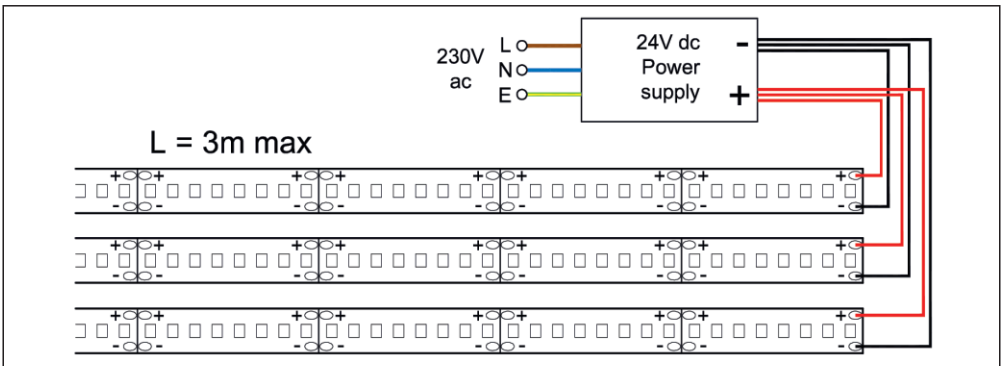 230V
ac
L
N
E
24V dc
Power
supply
-
+
L = 3m max
+ + + + + + + + +
- - - - - - - - -
+ + + + + + + + +
- - - - - - - - -
+ + + + + + + + +
- - - - - - - - -